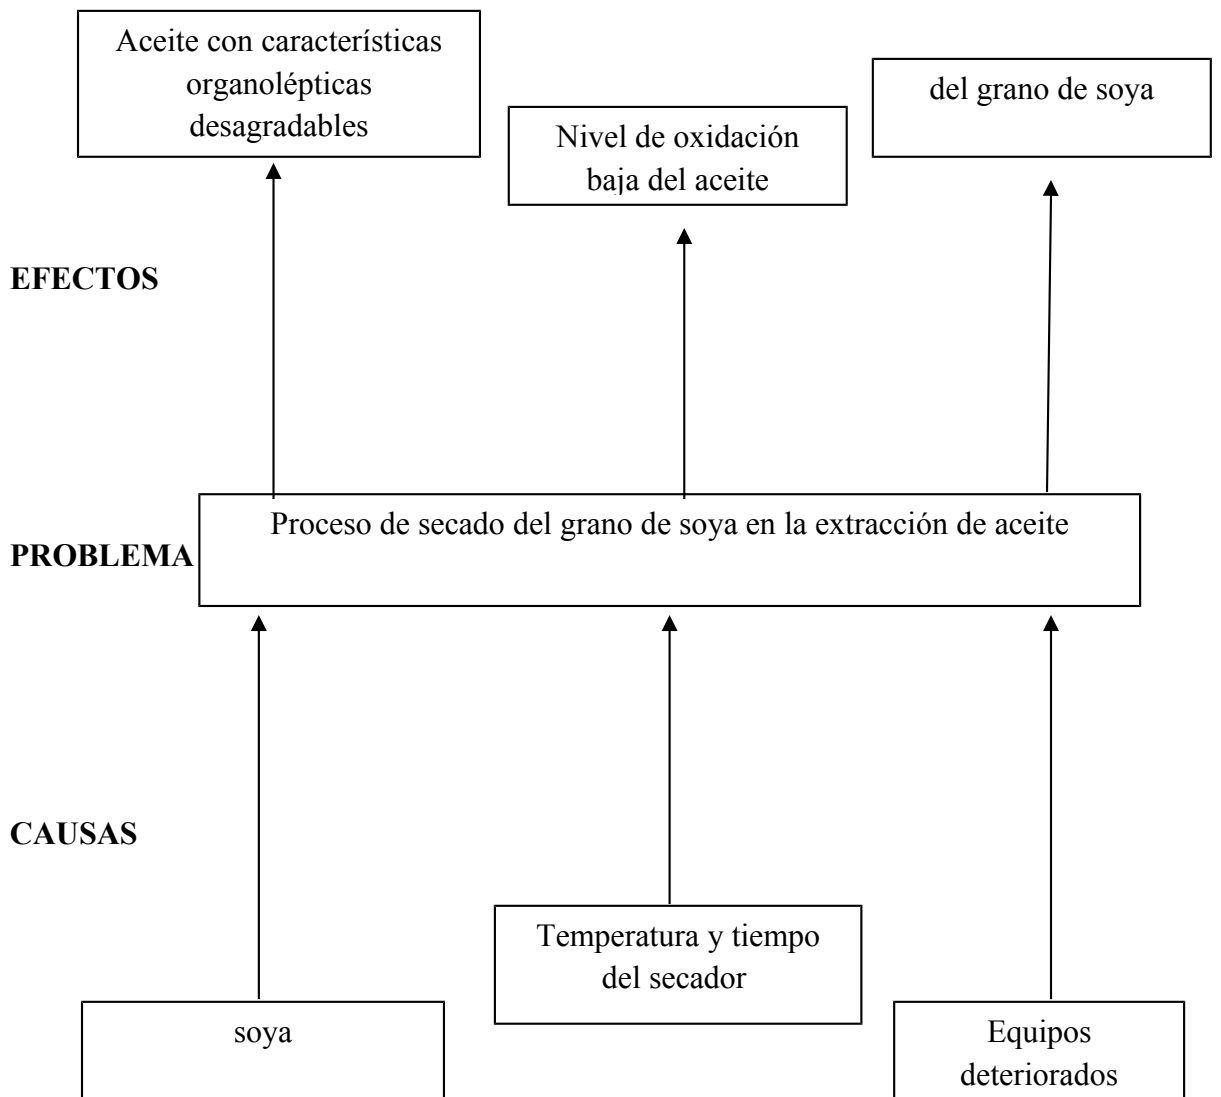 Aceite con características
organolépticas
desagradables
Nivel de oxidación
baja del aceite
del grano de soya
EFECTOS
Proceso de secado del grano de soya en la extracción de aceite
PROBLEMA
CAUSAS
Temperatura y tiempo
del secador
soya
Equipos
deteriorados